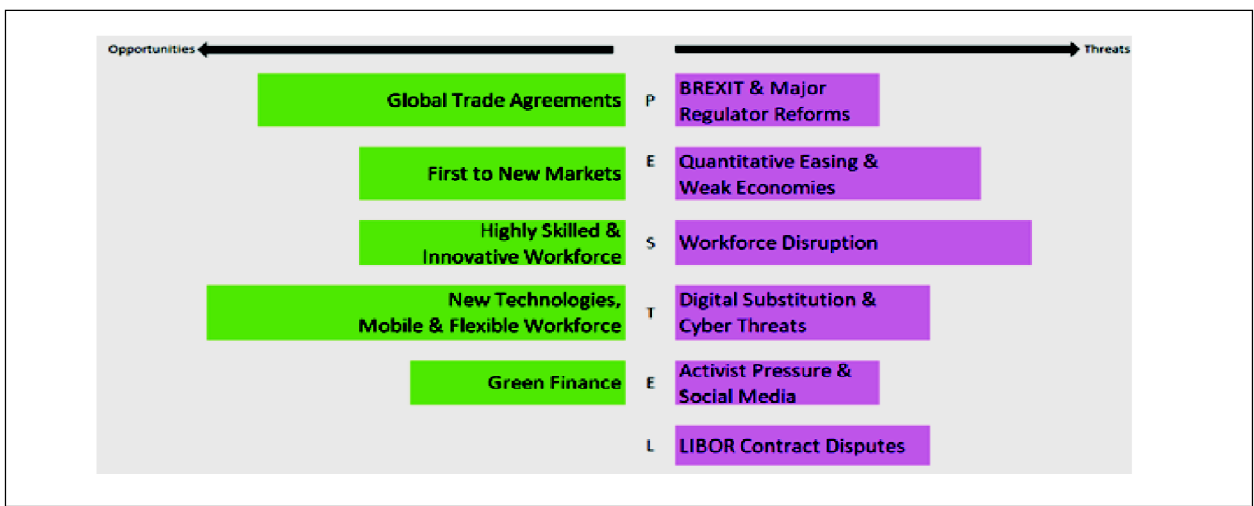 Opportunities
Threats
Global Trade Agreements
P
BREXIT & Major
Regulator Reforms
First to New Markets
E
Quantitative Easing &
Weak Economies
Highly Skilled &
Innovative Workforce
S
Workforce Disruption
New Technologies,
Mobile & Flexible Workforce
T
Digital Substitution &
Cyber Threats
Green Finance
E
Activist Pressure &
Social Media
L
LIBOR Contract Disputes